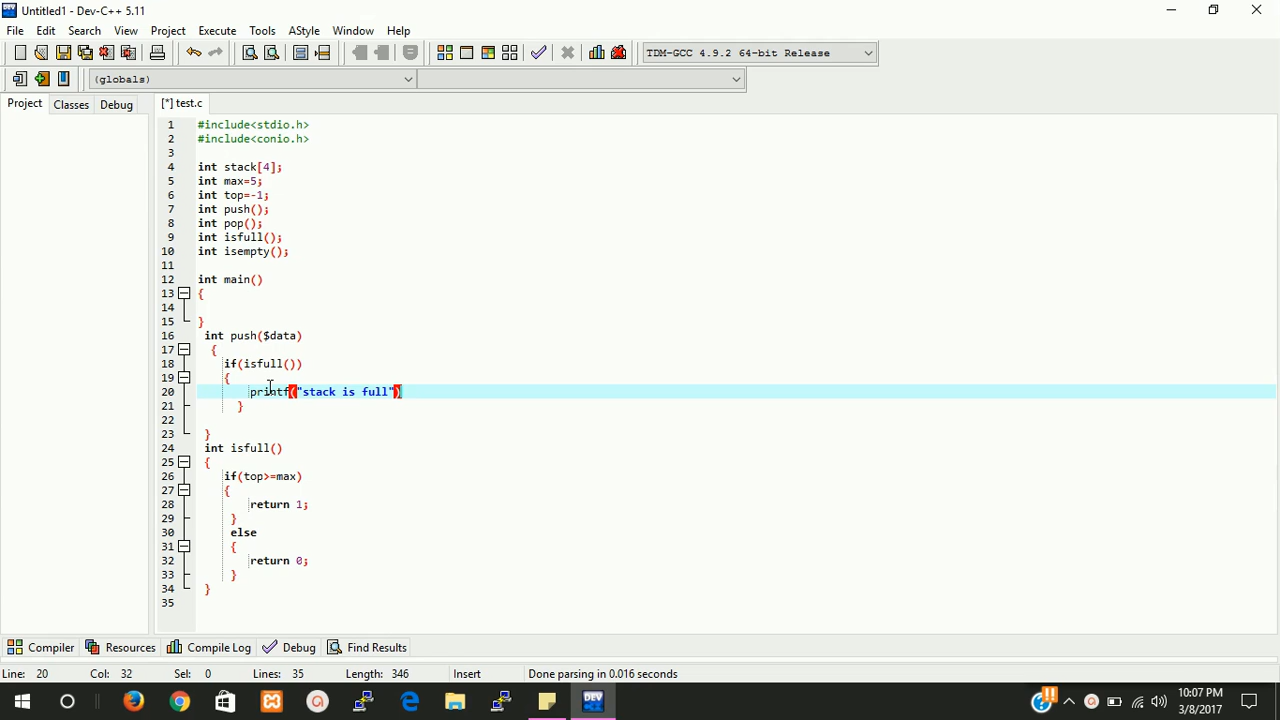 Untitled1 - Dev-C++ 5.11
File Edit Search View Project Execute Tools AStyle Window Help
TDM-GCC 4.9.2 64-bit Release
(globals)
Project Classes Debug [*] test.c
1 #include<stdio.h>
2 #include<conio.h>
3
4 int stack[4];
5 int max=5;
6 int top=-1;
7 int push();
8 int pop();
9 int isfull();
10 int isempty();
11
12 int main()
13 {
14
15 }
16 int push($data)
17 {
18 if(isfull())
19 {
20 printf("stack is full")
21 }
22
23 }
24 int isfull()
25 {
26 if(top>=max)
27 {
28 return 1;
29 }
30 else
31 {
32 return 0;
33 }
34 }
35
Compiler Resources Compile Log Debug Find Results
Line: 20 Col: 32 Sel: 0 Lines: 35 Length: 346 Insert Done parsing in 0.016 seconds
10:07 PM
3/8/2017